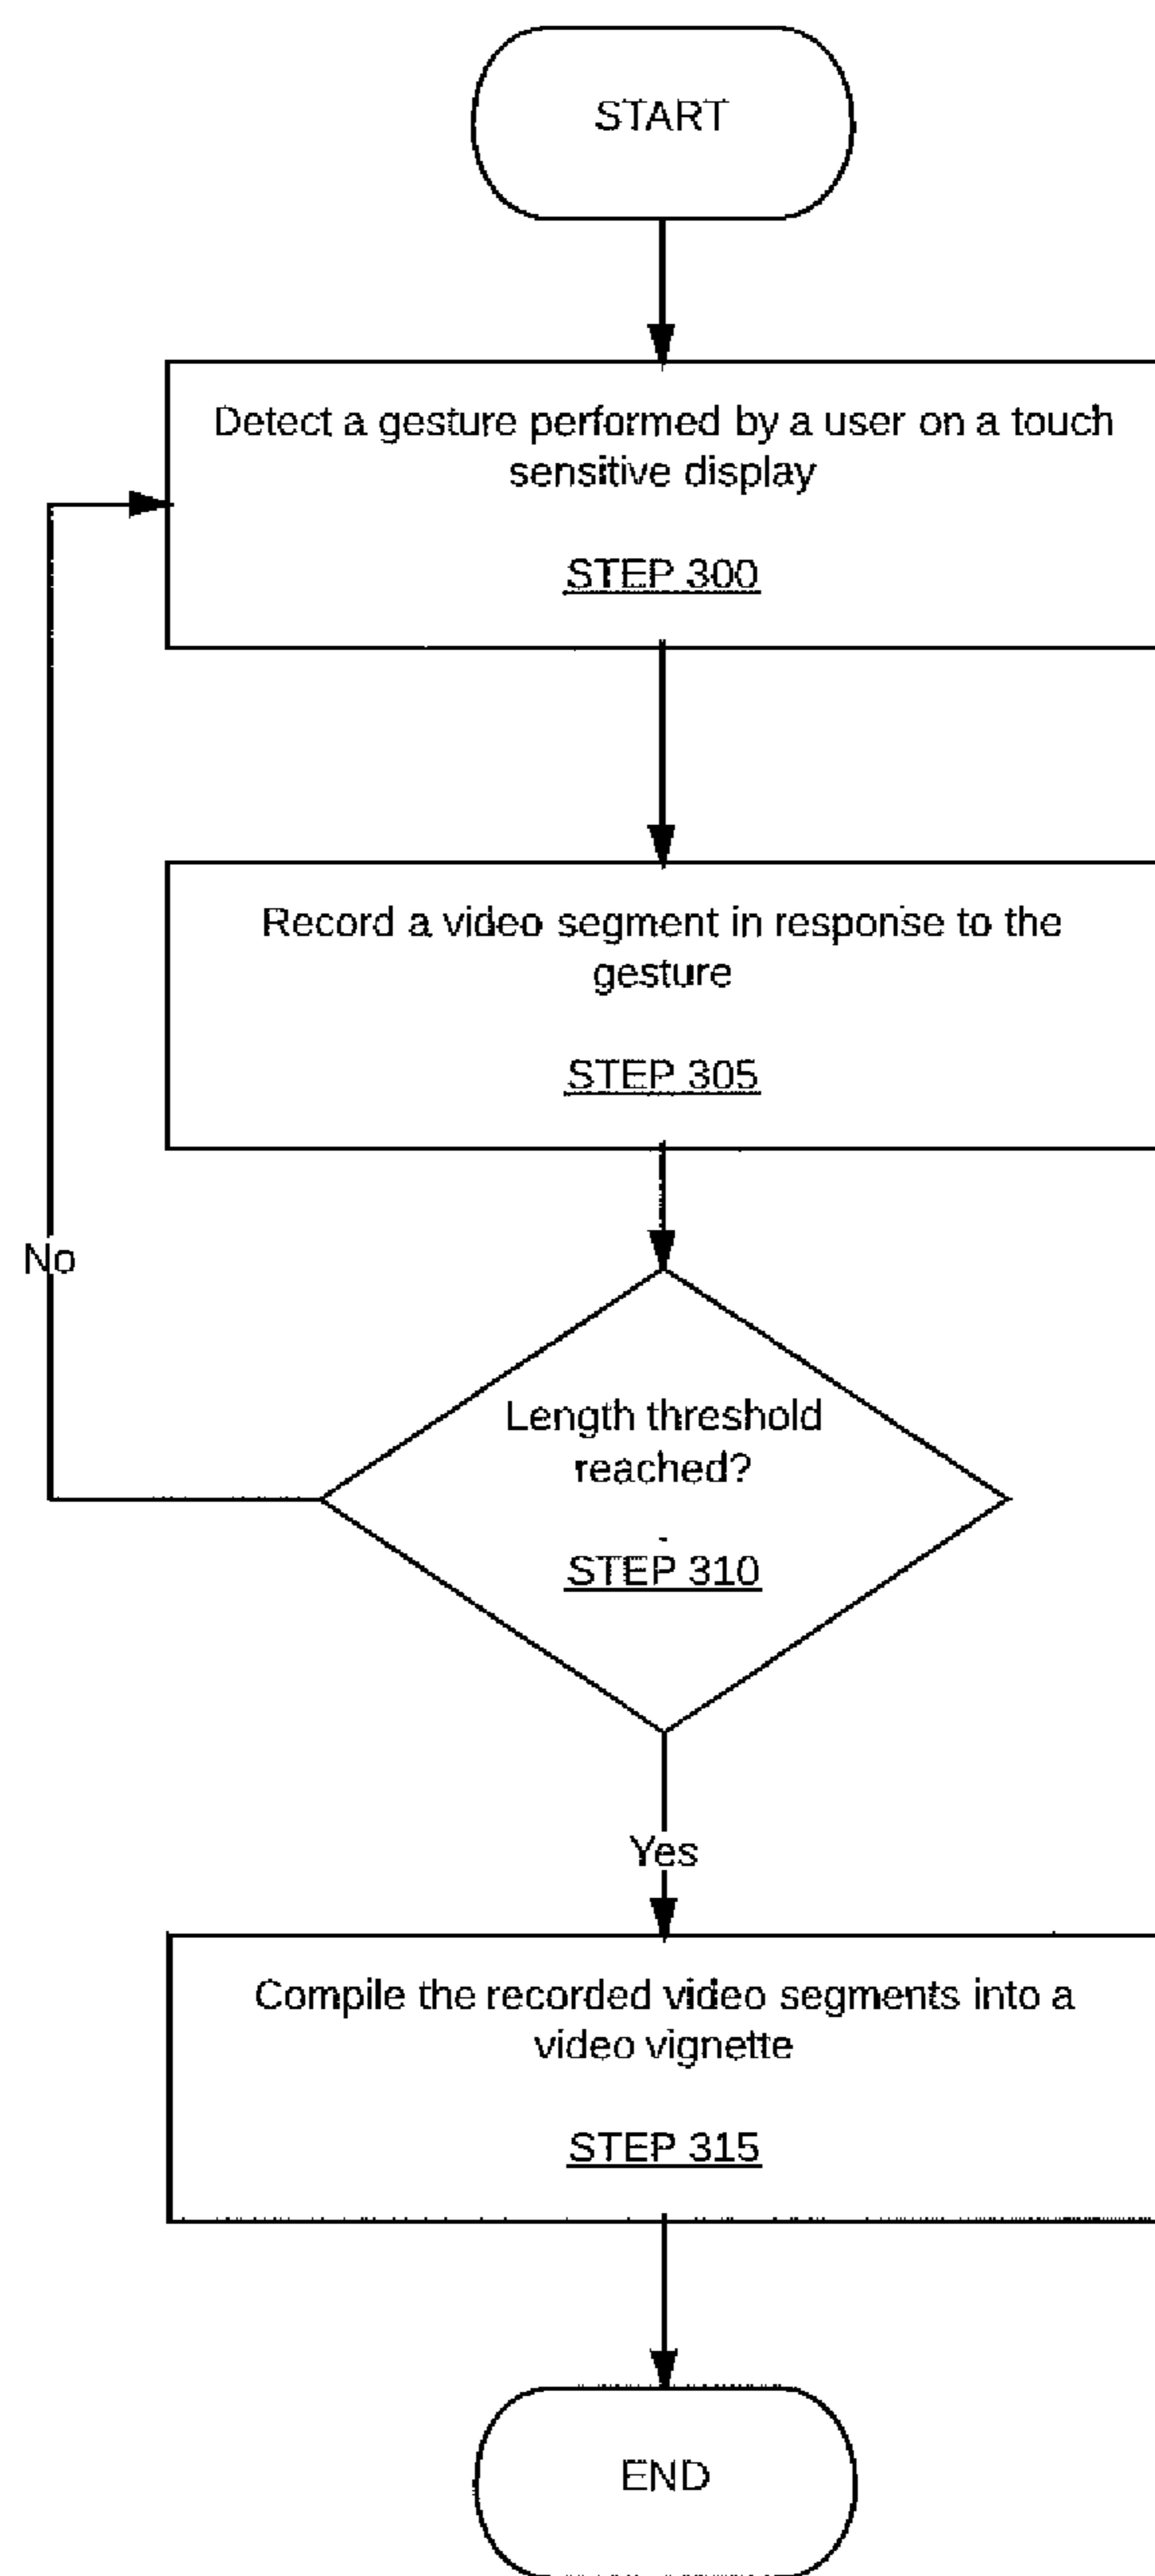 START
Detect a gesture performed by a user on a touch
sensitive display
STEP 300
Record a video segment in response to the
gesture
STEP 305
No
Length threshold
reached?
STEP 310
Yes
Compile the recorded video segments into a
video vignette
STEP 315
END